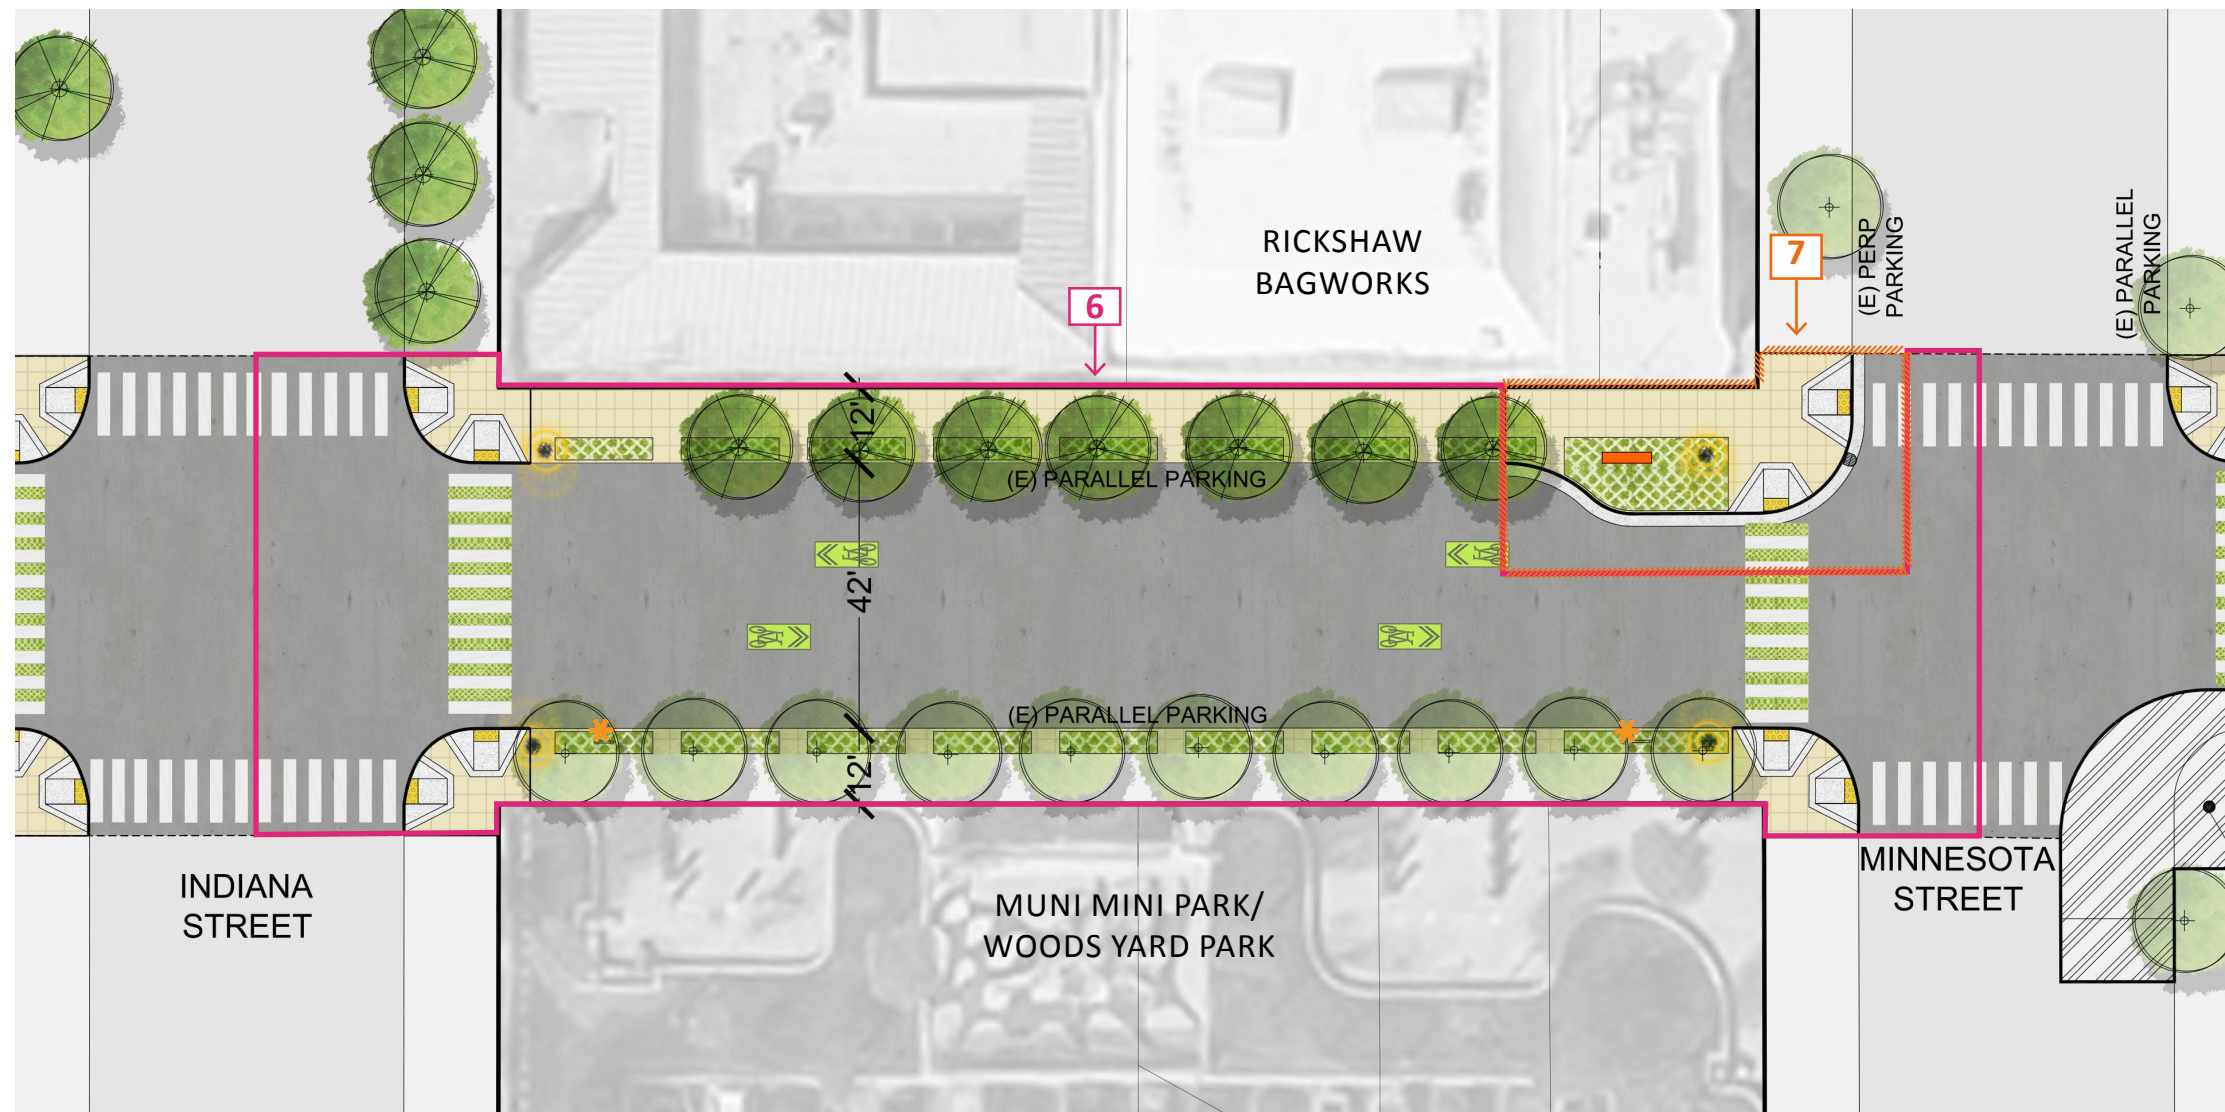 RICKSHAW
BAGWORKS
6
7
(E) PERP
PARKING
(E) PARALLEL
PARKING
12'
(E) PARALLEL PARKING
42'
(E) PARALLEL PARKING
12'
INDIANA
STREET
MUNI MINI PARK/
WOODS YARD PARK
MINNESOTA
STREET